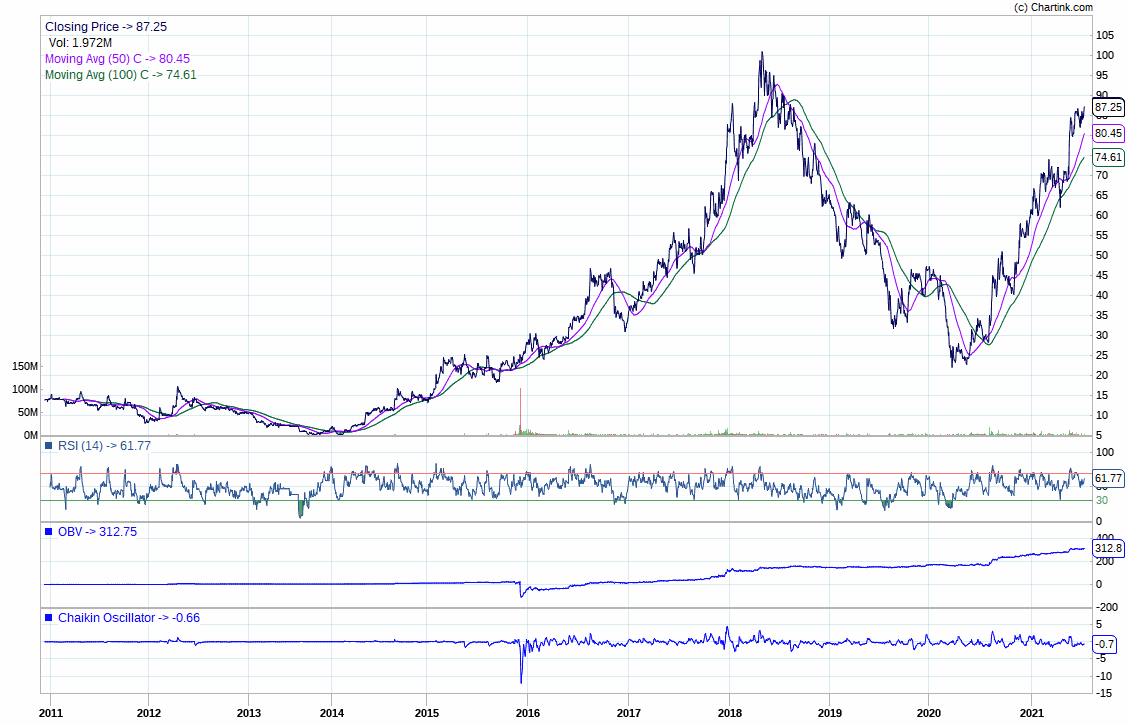 (c) Chartink.com
Closing Price -> 87.25
Vol: 1.972M
Moving Avg (50) C -> 80.45
Moving Avg (100) C -> 74.61
105
100
95
90
87.25
85
80.45
74.61
70
65
60
55
50
45
40
35
30
25
20
15
10
5
150M
100M
50M
0M
RSI (14) -> 61.77
100
61.77
50
30
0
OBV -> 312.75
400
312.8
200
0
-200
Chaikin Oscillator -> -0.66
5
-0.7
-5
-10
-15
2011 2012 2013 2014 2015 2016 2017 2018 2019 2020 2021